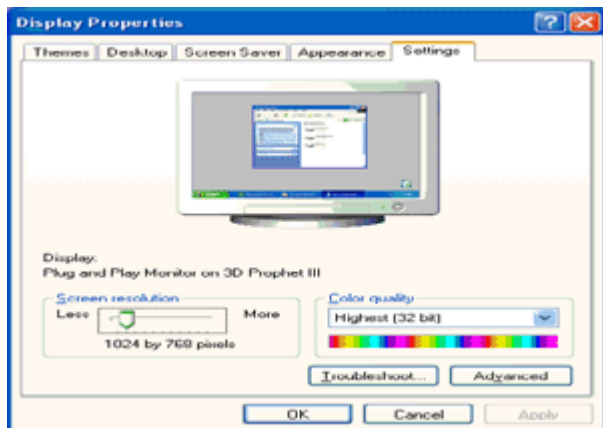 Display Properties
Themes Desktop Screen Saver Appearance Settings
Display:
Plug and Play Monitor on 3D Prophet III
Screen resolution
Less More
1024 by 768 pixels
Color quality
Highest (32 bit)
Troubleshoot... Advanced
OK Cancel Apply